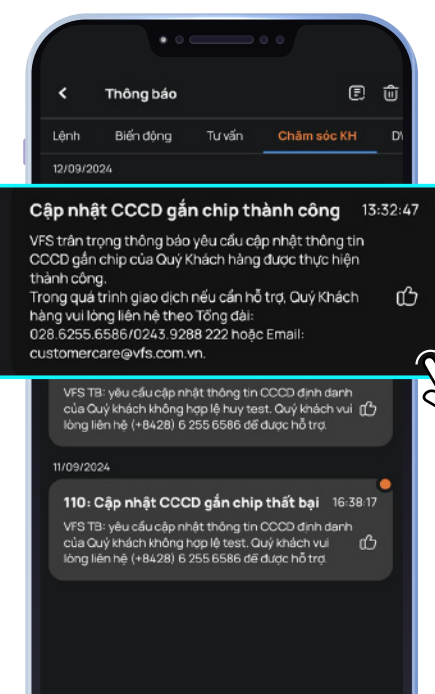 Thông báo
Lệnh Biến động Tư vấn Chăm sóc KH
12/09/2024
Cập nhật CCCD gắn chip thành công 13:32:47
VFS trân trọng thông báo yêu cầu cập nhật thông tin
CCCD gắn chip của Quý Khách hàng được thực hiện
thành công.
Trong quá trình giao dịch nếu cần hỗ trợ, Quý Khách
hàng vui lòng liên hệ theo Tổng đài:
028.6255.6586/0243.9288 222 hoặc Email:
customercare@vfs.com.vn.
VFS TB: yêu cầu cập nhật thông tin CCCD định danh
của Quý khách không hợp lệ huy test. Quý khách vui
lòng liên hệ (+8428) 6 255 6586 để được hỗ trợ.
11/09/2024
110: Cập nhật CCCD gắn chip thất bại 16:38:17
VFS TB: yêu cầu cập nhật thông tin CCCD định danh
của Quý khách không hợp lệ test. Quý khách vui
lòng liên hệ (+8428) 6 255 6586 để được hỗ trợ.